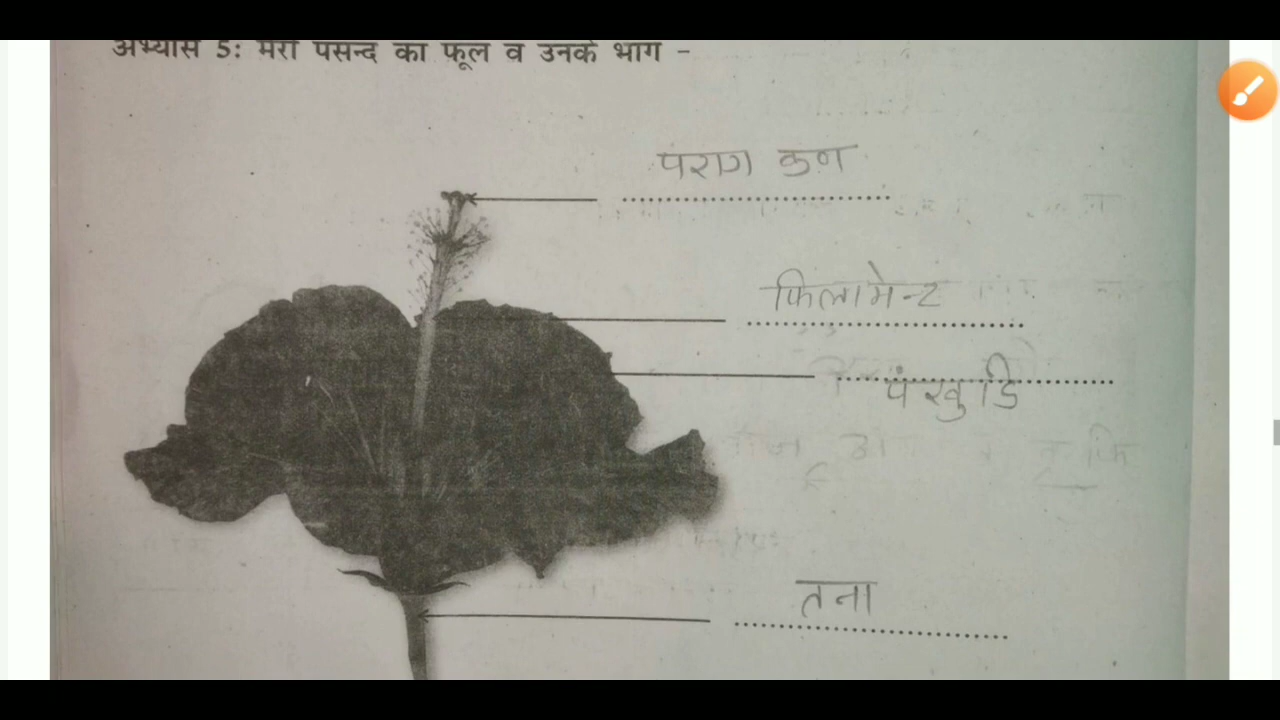 अभ्यास 5: मेरी पसन्द का फूल व उनके भाग -
पराग कण
फिलामेन्ट
पंखुडि
तना